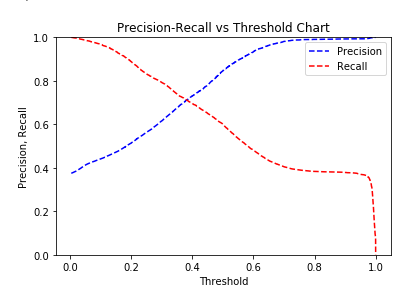 Precision-Recall vs Threshold Chart
1.0
0.8
0.6
0.4
0.2
0.0
Precision, Recall
Precision
Recall
0.0 0.2 0.4 0.6 0.8 1.0
Threshold